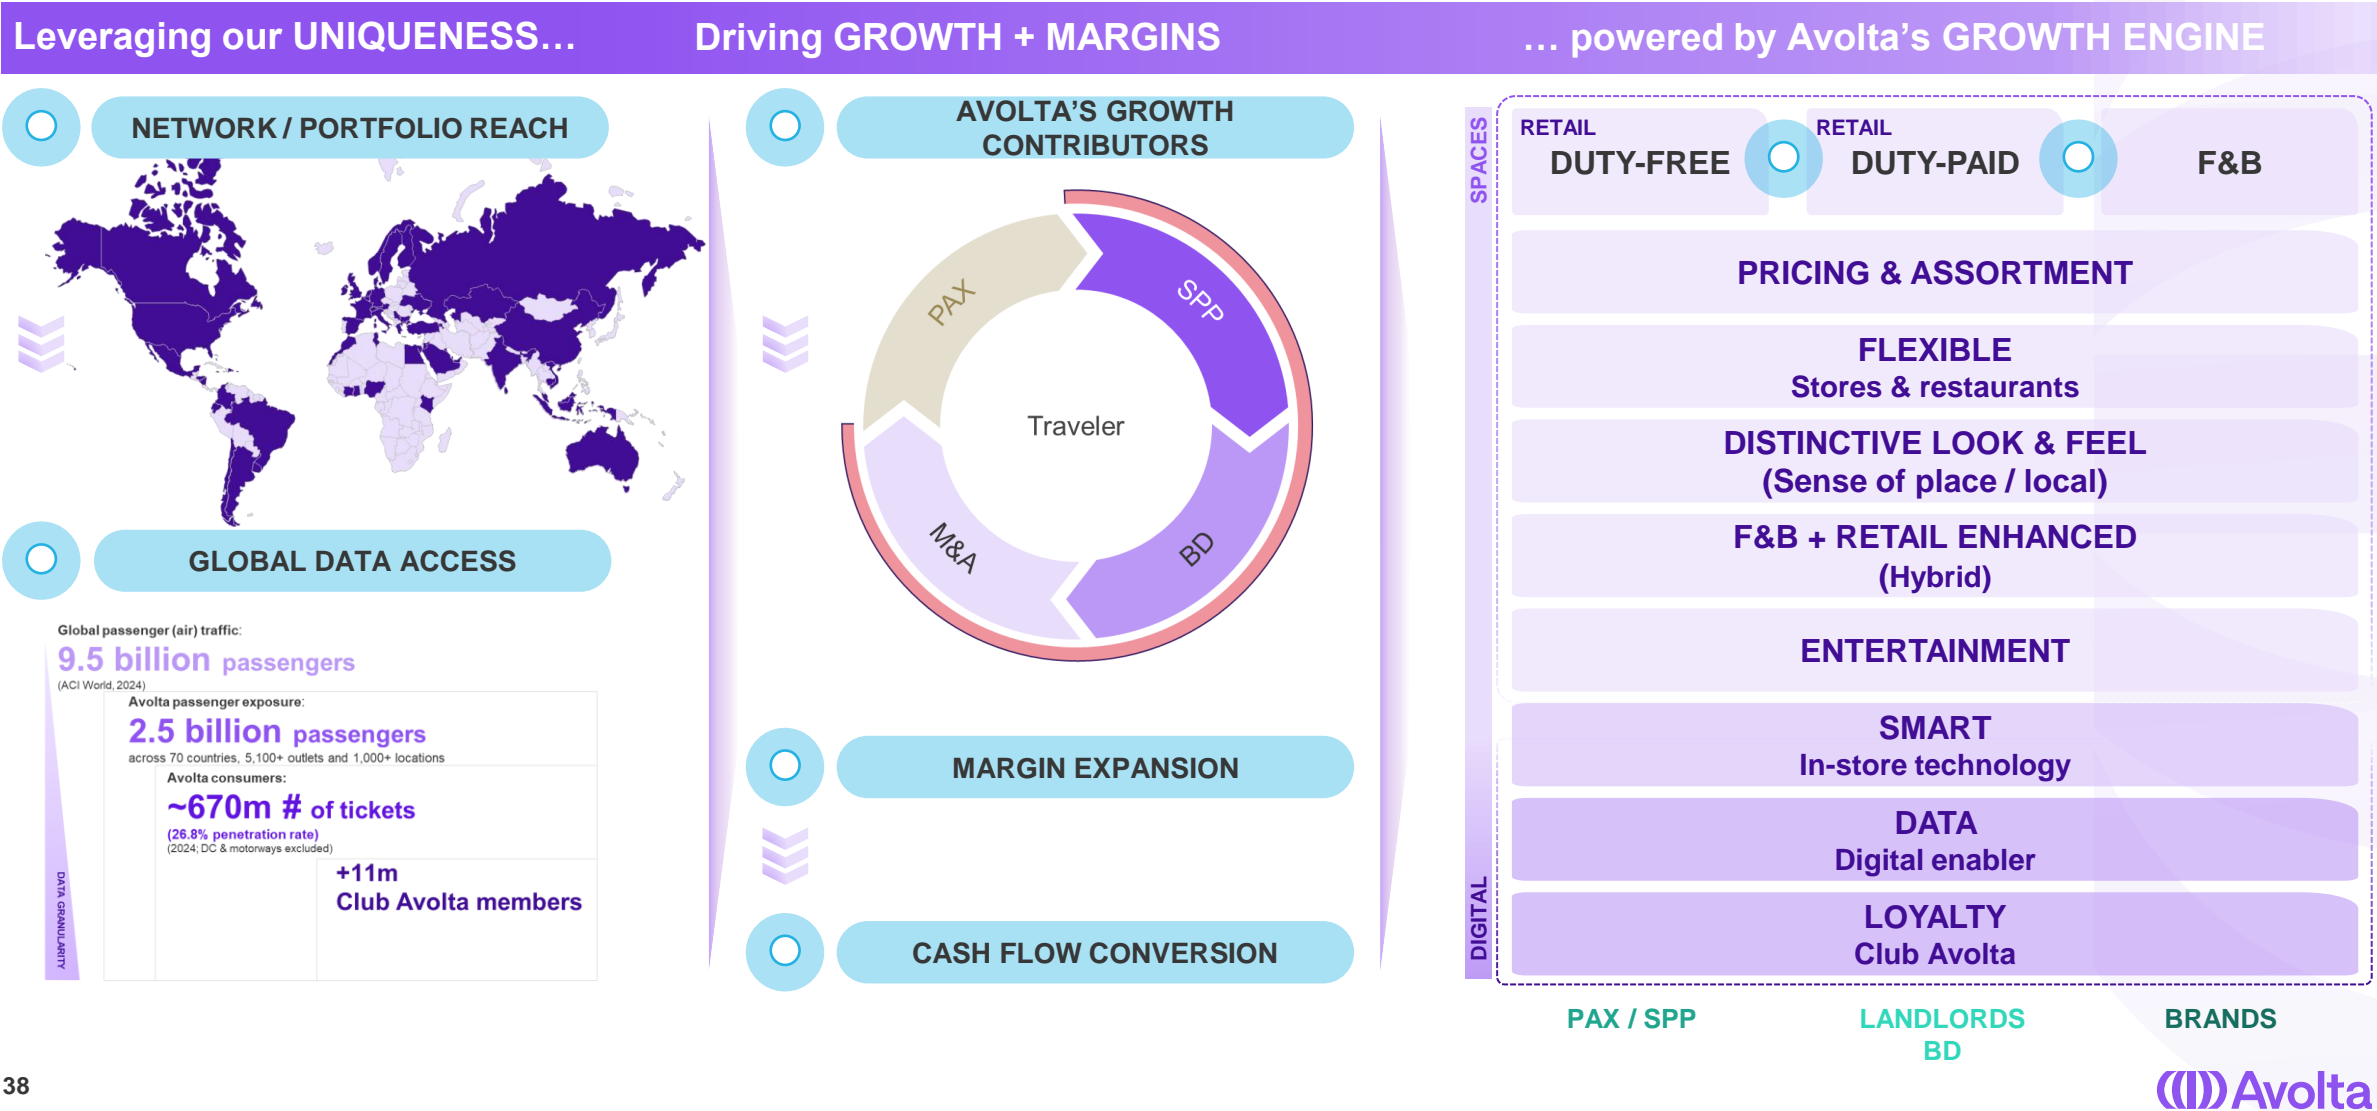 Leveraging our UNIQUENESS…
Driving GROWTH + MARGINS
… powered by Avolta’s GROWTH ENGINE
NETWORK / PORTFOLIO REACH
GLOBAL DATA ACCESS
Global passenger (air) traffic:
9.5 billion passengers
(ACI World, 2024)
Avolta passenger exposure:
2.5 billion passengers
across 70 countries, 5,100+ outlets and 1,000+ locations
Avolta consumers:
~670m # of tickets
(26.8% penetration rate)
(2024; DC & motorways excluded)
+11m
Club Avolta members
DATA GRANULARITY
AVOLTA’S GROWTH
CONTRIBUTORS
PAX
SPP
Traveler
M&A
BD
MARGIN EXPANSION
CASH FLOW CONVERSION
SPACES
DIGITAL
RETAIL
DUTY-FREE
RETAIL
DUTY-PAID
F&B
PRICING & ASSORTMENT
FLEXIBLE
Stores & restaurants
DISTINCTIVE LOOK & FEEL
(Sense of place / local)
F&B + RETAIL ENHANCED
(Hybrid)
ENTERTAINMENT
SMART
In-store technology
DATA
Digital enabler
LOYALTY
Club Avolta
PAX / SPP
LANDLORDS
BD
BRANDS
38
Avolta